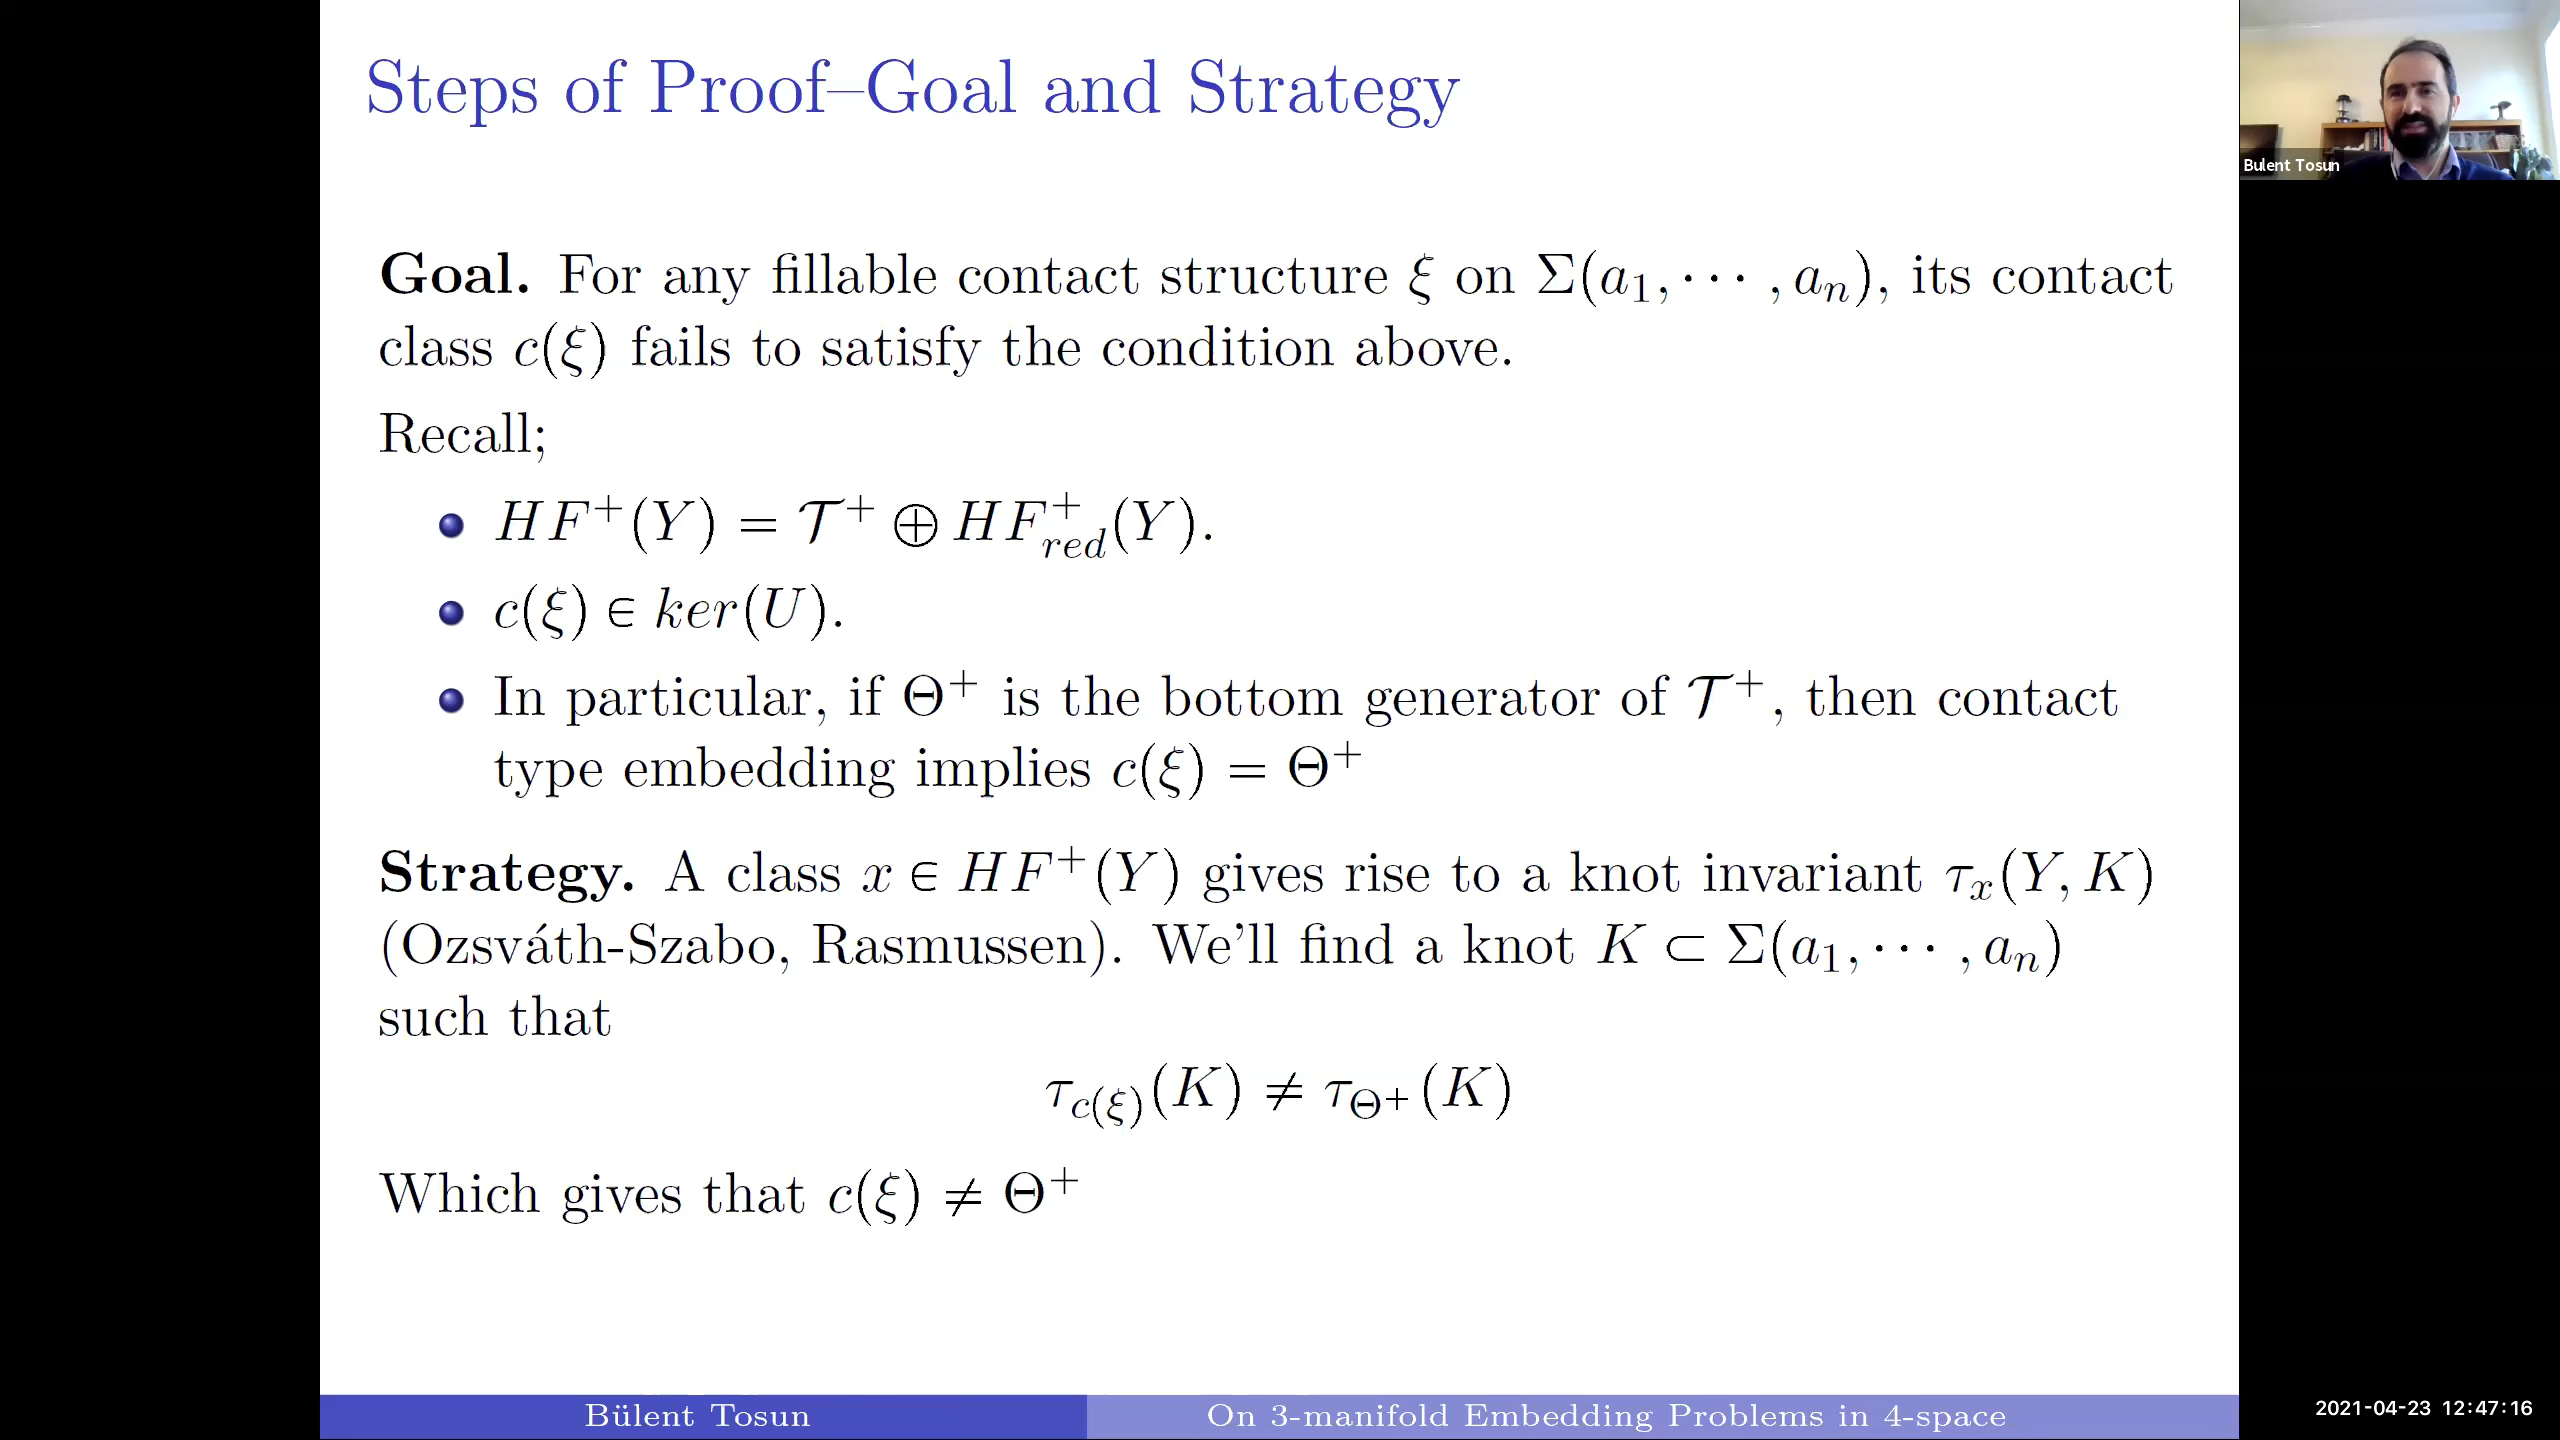 Steps of Proof–Goal and Strategy
Bulent Tosun
Goal. For any fillable contact structure ξ on Σ(a₁, ⋯ , aₙ), its contact
class c(ξ) fails to satisfy the condition above.
Recall;
HF⁺(Y) = 𝒯⁺ ⊕ HF⁺_red(Y).
c(ξ) ∈ ker(U).
In particular, if Θ⁺ is the bottom generator of 𝒯⁺, then contact
type embedding implies c(ξ) = Θ⁺
Strategy. A class x ∈ HF⁺(Y) gives rise to a knot invariant τₓ(Y, K)
(Ozsváth-Szabo, Rasmussen). We'll find a knot K ⊂ Σ(a₁, ⋯ , aₙ)
such that
τ_c(ξ)(K) ≠ τ_Θ⁺(K)
Which gives that c(ξ) ≠ Θ⁺
Bülent Tosun
On 3-manifold Embedding Problems in 4-space
2021-04-23 12:47:16